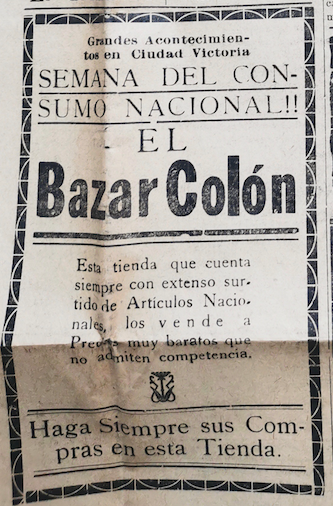 Grandes Acontecimien-
tos en Ciudad Victoria
SEMANA DEL CON-
SUMO NACIONAL!!
EL
Bazar Colón
Esta tienda que cuenta
siempre con extenso sur-
tido de Artículos Nacio-
nales, los vende a
Precios muy baratos que
no admiten competencia.
Haga Siempre sus Com-
pras en esta Tienda.